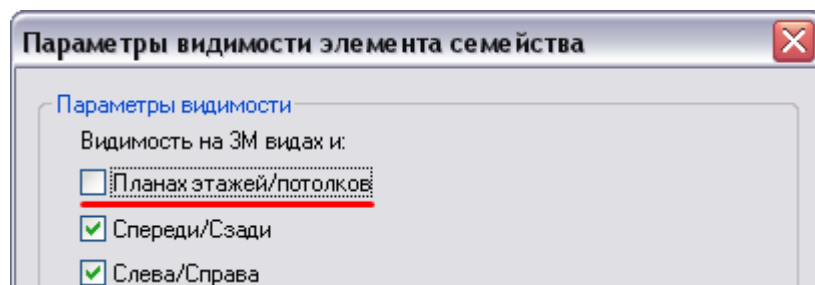 Параметры видимости элемента семейства
Параметры видимости
Видимость на 3М видах и:
Планах этажей/потолков
Спереди/Сзади
Слева/Справа